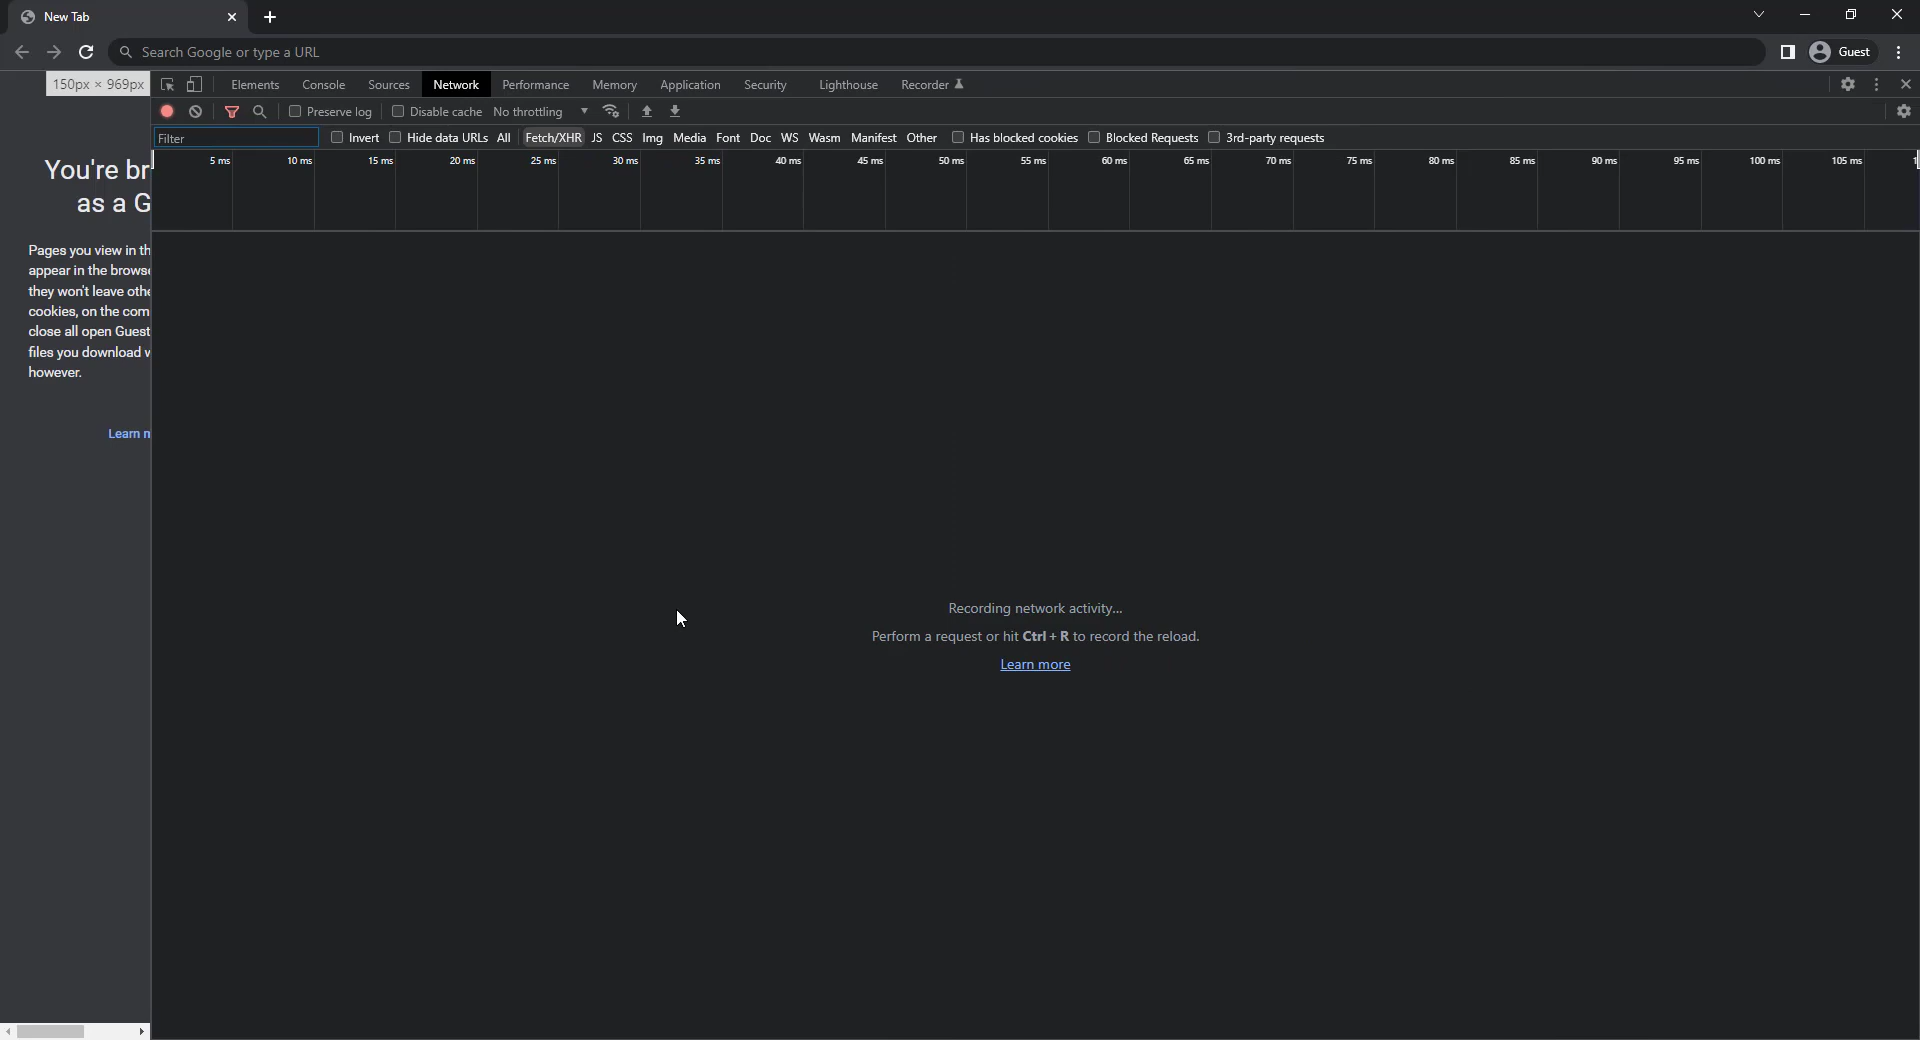 New Tab
Search Google or type a URL
Guest
150px × 969px
Elements Console Sources Network Performance Memory Application Security Lighthouse Recorder
Preserve log Disable cache No throttling
Filter Invert Hide data URLs All Fetch/XHR JS CSS Img Media Font Doc WS Wasm Manifest Other Has blocked cookies Blocked Requests 3rd-party requests
5 ms 10 ms 15 ms 20 ms 25 ms 30 ms 35 ms 40 ms 45 ms 50 ms 55 ms 60 ms 65 ms 70 ms 75 ms 80 ms 85 ms 90 ms 95 ms 100 ms 105 ms 1
You're br
as a G
Pages you view in th
appear in the brows
they won't leave othe
cookies, on the com
close all open Guest
files you download w
however.
Learn m
Recording network activity...
Perform a request or hit Ctrl + R to record the reload.
Learn more